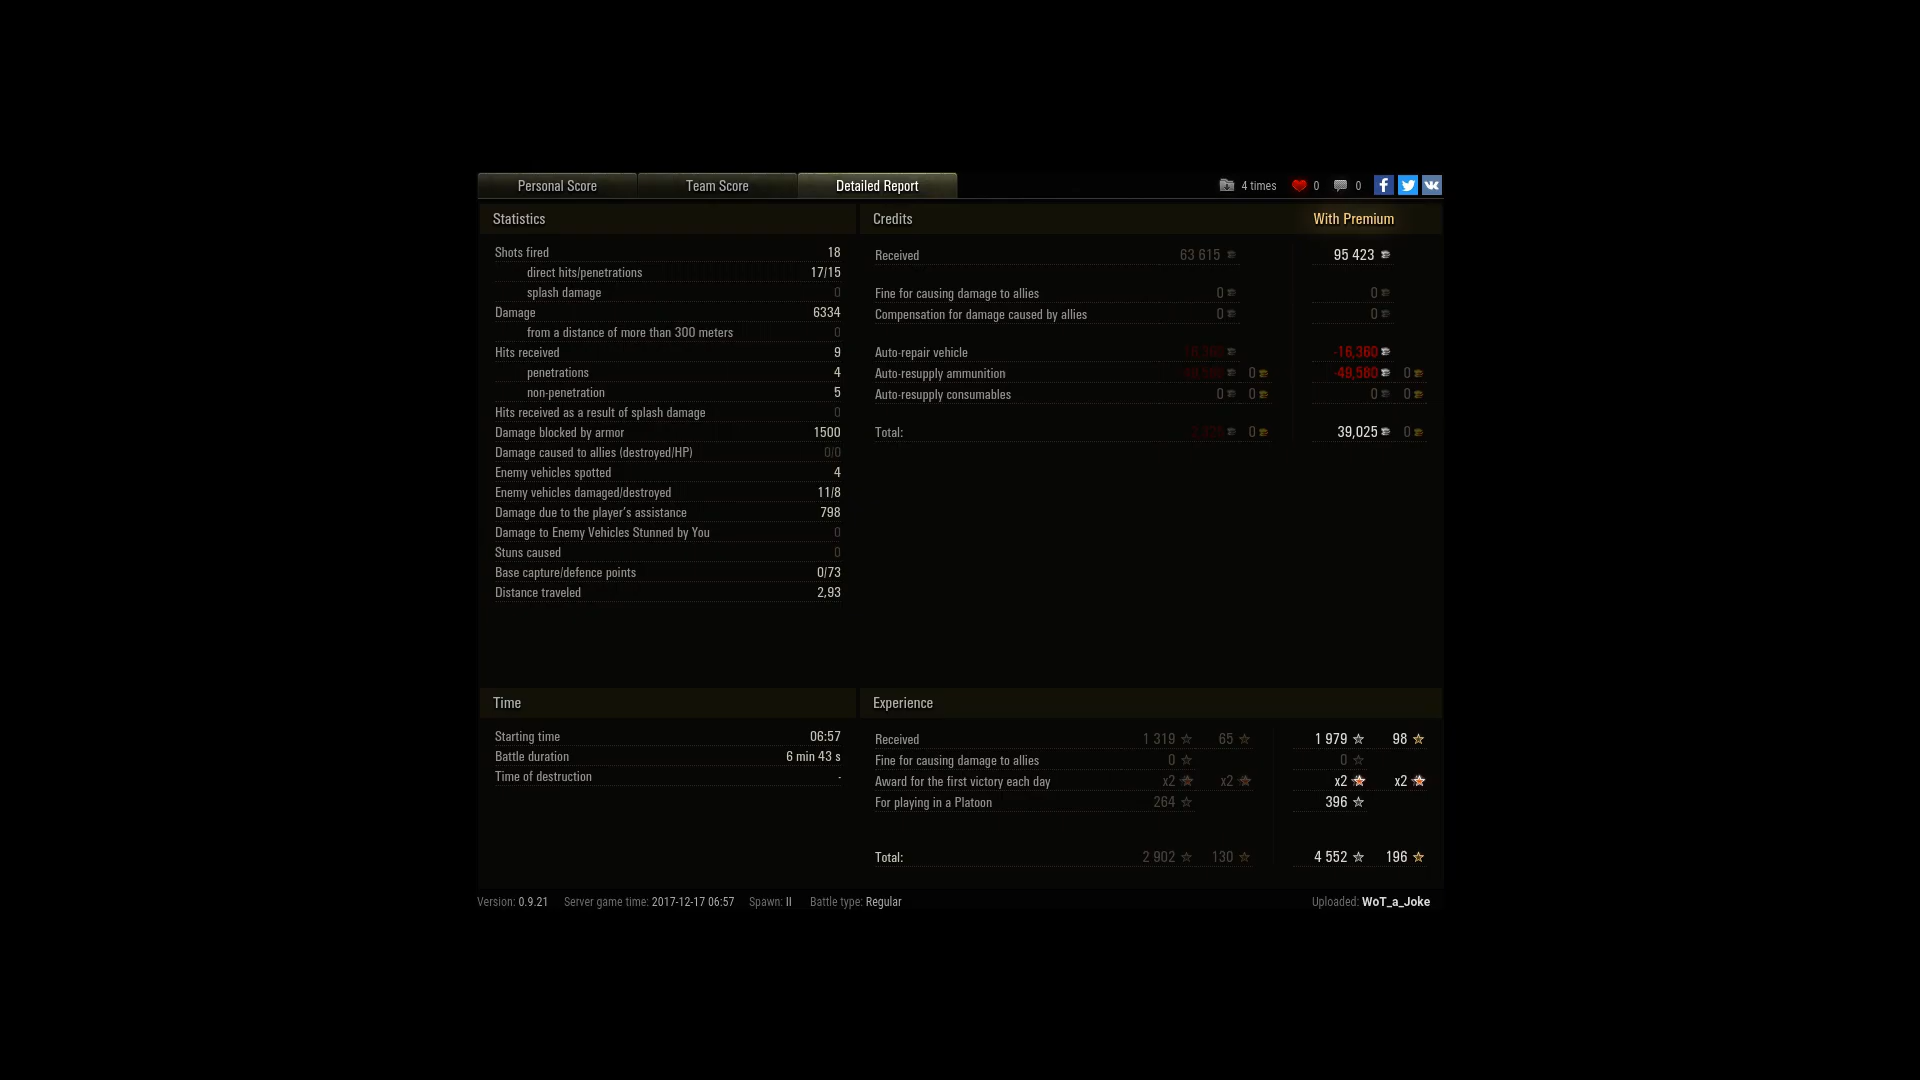 Personal Score Team Score Detailed Report 4 times 0 0
Statistics
Shots fired 18
direct hits/penetrations 17/15
splash damage 0
Damage 6334
from a distance of more than 300 meters 0
Hits received 9
penetrations 4
non-penetration 5
Hits received as a result of splash damage 0
Damage blocked by armor 1500
Damage caused to allies (destroyed/HP) 0/0
Enemy vehicles spotted 4
Enemy vehicles damaged/destroyed 11/8
Damage due to the player's assistance 798
Damage to Enemy Vehicles Stunned by You 0
Stuns caused 0
Base capture/defence points 0/73
Distance traveled 2,93
Credits With Premium
Received 63 615 95 423
Fine for causing damage to allies 0 0
Compensation for damage caused by allies 0 0
Auto-repair vehicle -16,360
Auto-resupply ammunition 0 0
Auto-resupply consumables 0 0 0 0
Total: 0 39,025 0
Time
Starting time 06:57
Battle duration 6 min 43 s
Time of destruction -
Experience
Received 1 319 65 1 979 98
Fine for causing damage to allies 0 0
Award for the first victory each day x2 x2 x2 x2
For playing in a Platoon 264 396
Total: 2 902 130 4 552 196
Version: 0.9.21 Server game time: 2017-12-17 06:57 Spawn: II Battle type: Regular Uploaded: WoT_a_Joke